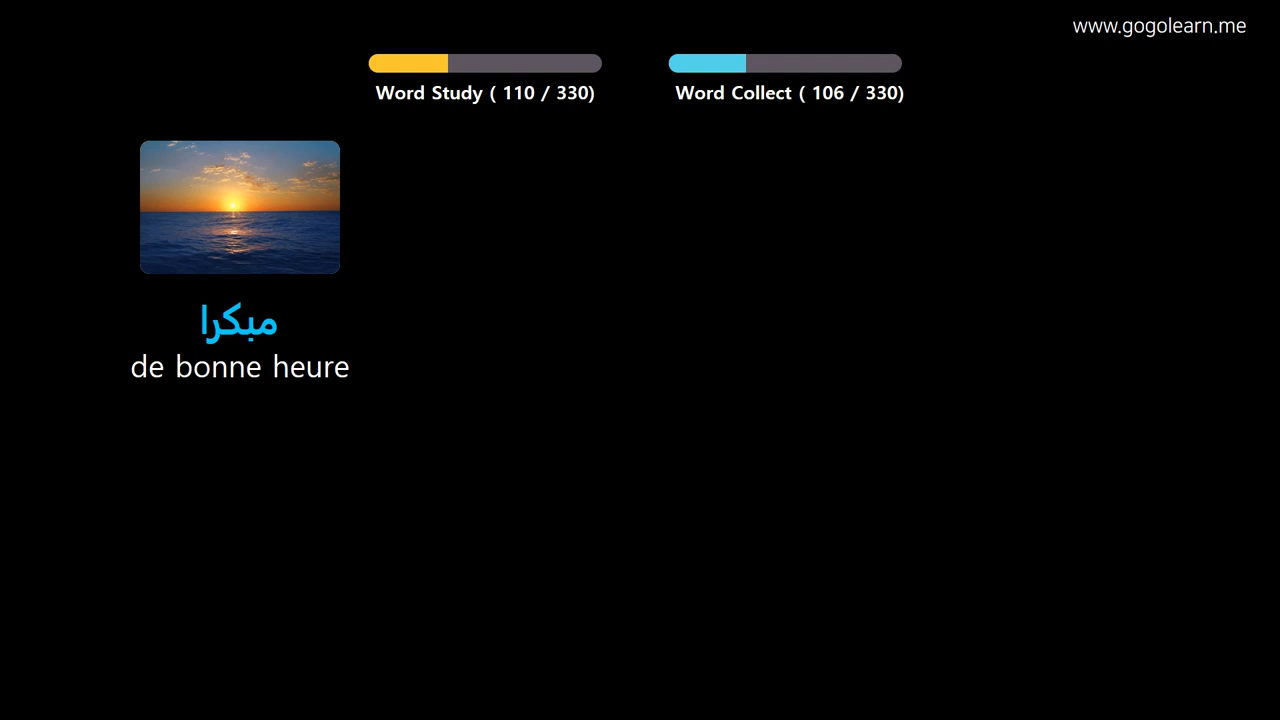 www.gogolearn.me
Word Study ( 110 / 330)
Word Collect ( 106 / 330)
مبكرا
de bonne heure